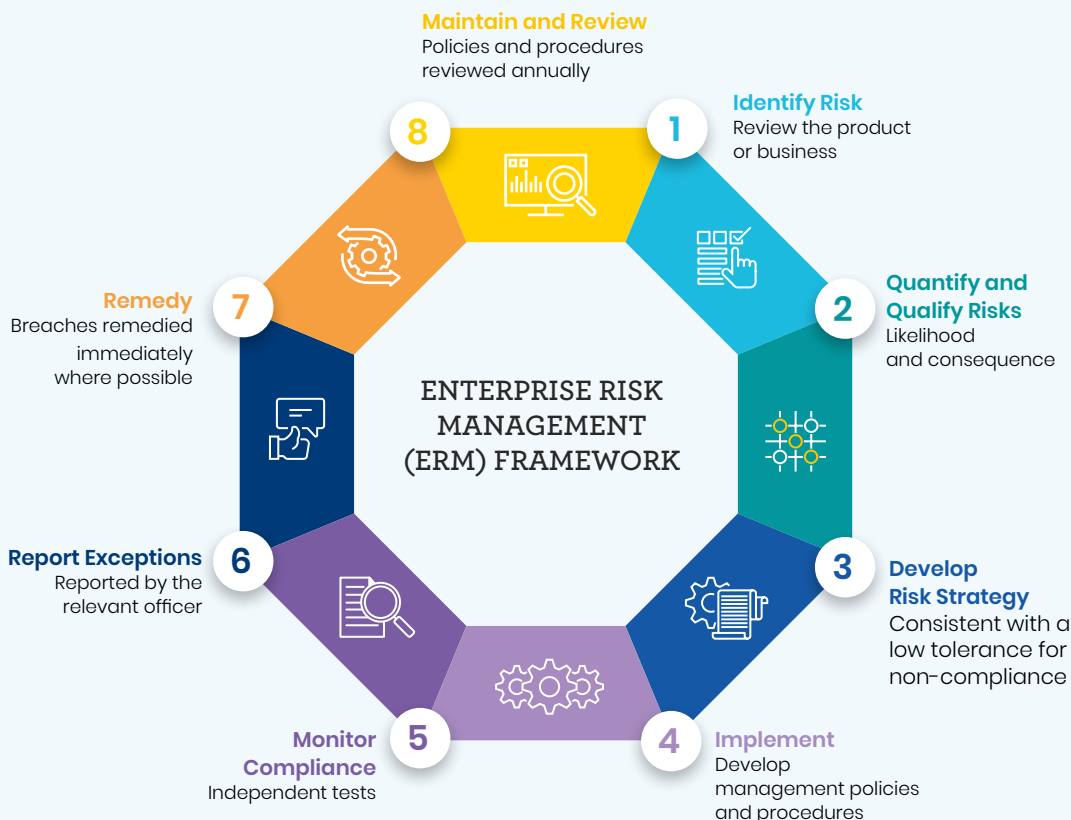 ENTERPRISE RISK
MANAGEMENT
(ERM) FRAMEWORK
1
Identify Risk
Review the product
or business
2
Quantify and
Qualify Risks
Likelihood
and consequence
3
Develop
Risk Strategy
Consistent with a
low tolerance for
non-compliance
4
Implement
Develop
management policies
and procedures
5
Monitor
Compliance
Independent tests
6
Report Exceptions
Reported by the
relevant officer
7
Remedy
Breaches remedied
immediately
where possible
8
Maintain and Review
Policies and procedures
reviewed annually